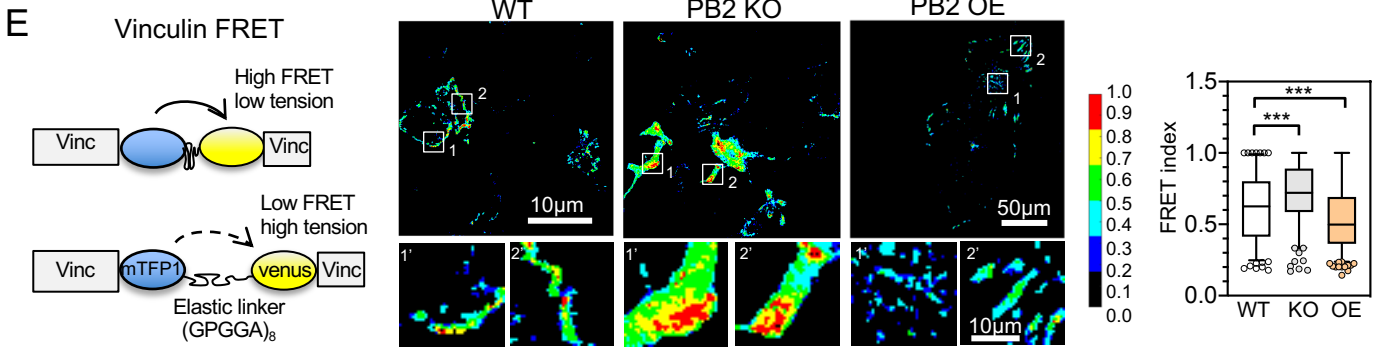 E
Vinculin FRET
High FRET
low tension
Vinc
Vinc
Low FRET
high tension
Vinc
mTFP1
venus
Vinc
Elastic linker
(GPGGA)8
WT
PB2 KO
PB2 OE
2
1
10µm
1
2
2
1
50µm
1'
2'
1'
2'
1'
2'
10µm
1.0
0.9
0.8
0.7
0.6
0.5
0.4
0.3
0.2
0.1
0.0
FRET index
1.5
1.0
0.5
0.0
***
***
WT
KO
OE